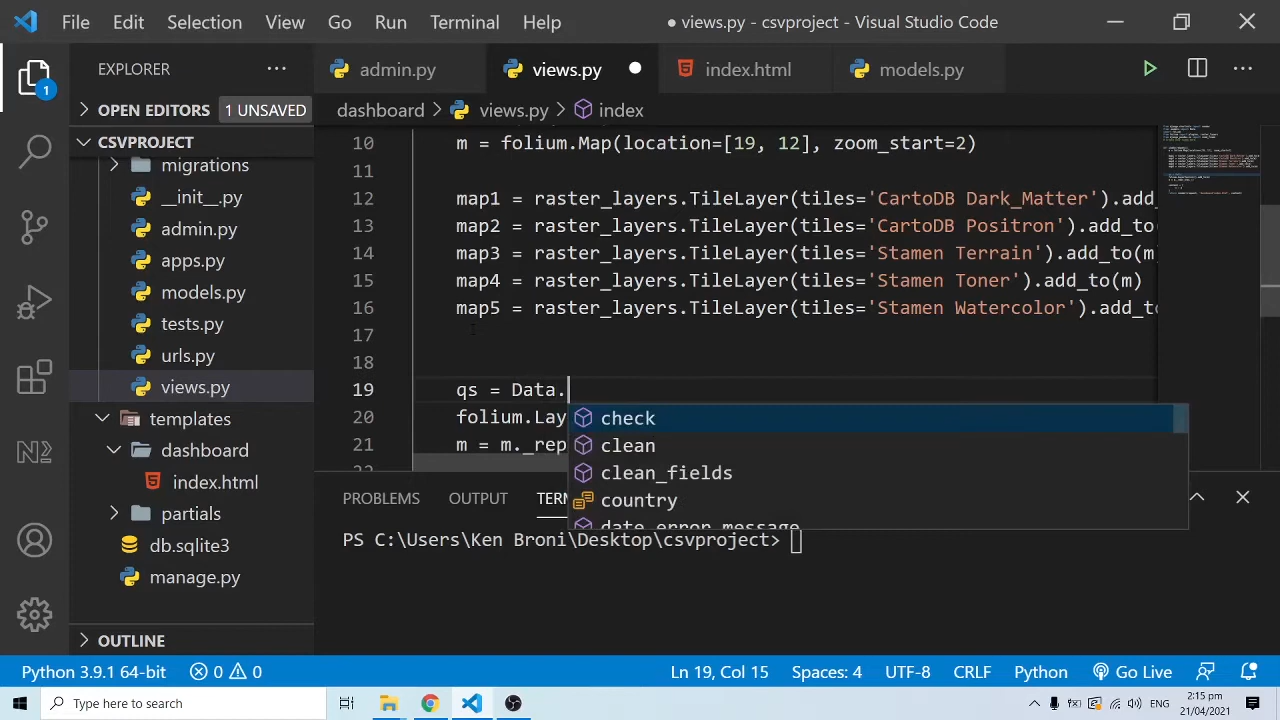 File Edit Selection View Go Run Terminal Help
● views.py - csvproject - Visual Studio Code
EXPLORER ···
admin.py views.py ● index.html models.py
OPEN EDITORS 1 UNSAVED
dashboard > views.py > index
CSVPROJECT
migrations
__init__.py
admin.py
apps.py
models.py
tests.py
urls.py
views.py
templates
dashboard
index.html
partials
db.sqlite3
manage.py
OUTLINE
10 m = folium.Map(location=[19, 12], zoom_start=2)
11
12 map1 = raster_layers.TileLayer(tiles='CartoDB Dark_Matter').add_
13 map2 = raster_layers.TileLayer(tiles='CartoDB Positron').add_to(
14 map3 = raster_layers.TileLayer(tiles='Stamen Terrain').add_to(m
15 map4 = raster_layers.TileLayer(tiles='Stamen Toner').add_to(m)
16 map5 = raster_layers.TileLayer(tiles='Stamen Watercolor').add_to
17
18
19 qs = Data.
20 folium.Lay
21 m = m._rep
check
clean
clean_fields
country
date_error_message
PROBLEMS OUTPUT TERM
PS C:\Users\Ken Broni\Desktop\csvproject>
Python 3.9.1 64-bit 0 0 Ln 19, Col 15 Spaces: 4 UTF-8 CRLF Python Go Live
Type here to search
ENG
2:15 pm
21/04/2021
1